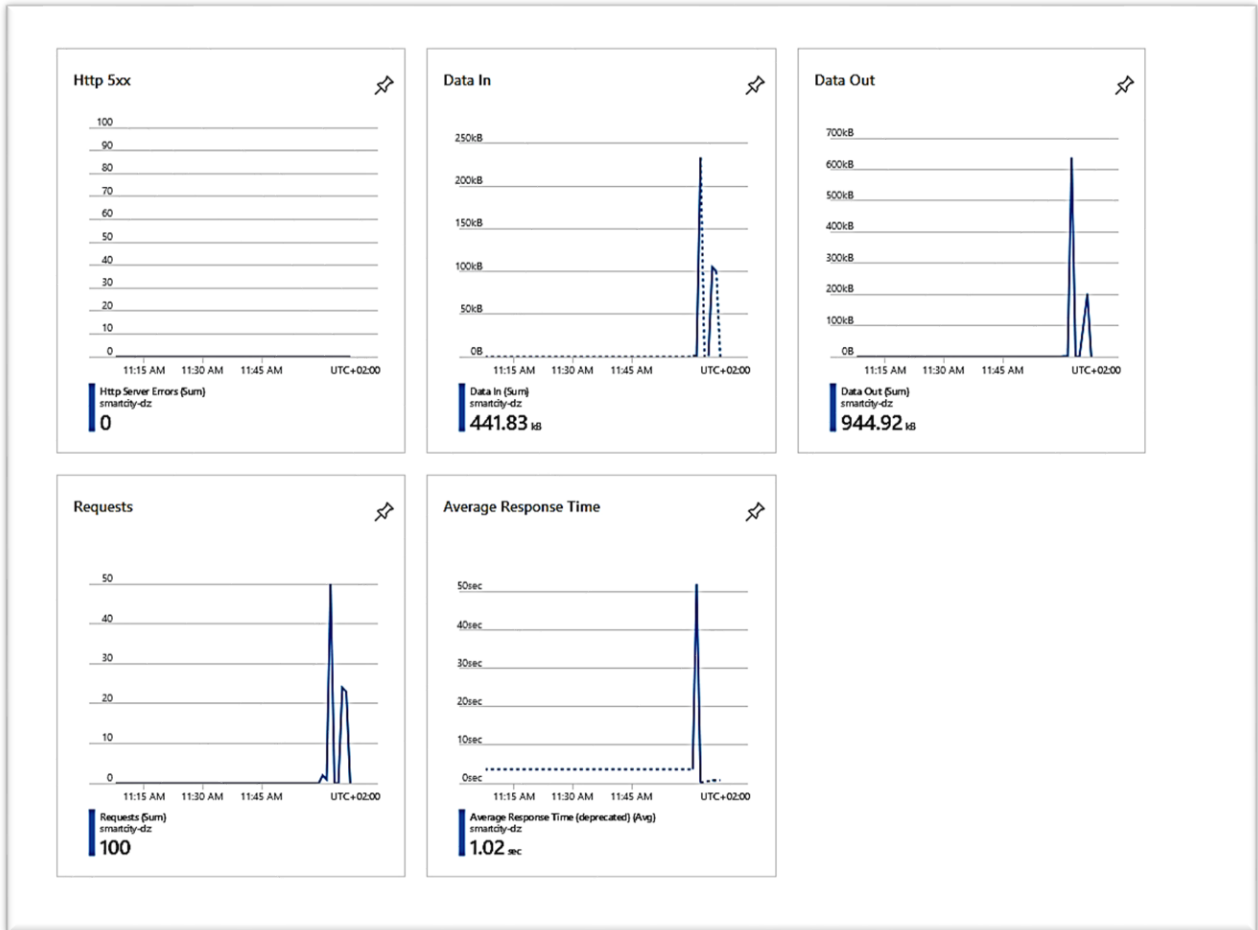 Http 5xx
100
90
80
70
60
50
40
30
20
10
0
11:15 AM 11:30 AM 11:45 AM UTC+02:00
Http Server Errors (Sum)
smartcity-dz
0
Data In
250kB
200kB
150kB
100kB
50kB
0B
11:15 AM 11:30 AM 11:45 AM UTC+02:00
Data In (Sum)
smartcity-dz
441.83 kB
Data Out
700kB
600kB
500kB
400kB
300kB
200kB
100kB
0B
11:15 AM 11:30 AM 11:45 AM UTC+02:00
Data Out (Sum)
smartcity-dz
944.92 kB
Requests
50
40
30
20
10
0
11:15 AM 11:30 AM 11:45 AM UTC+02:00
Requests (Sum)
smartcity-dz
100
Average Response Time
50sec
40sec
30sec
20sec
10sec
0sec
11:15 AM 11:30 AM 11:45 AM UTC+02:00
Average Response Time (deprecated) (Avg)
smartcity-dz
1.02 sec